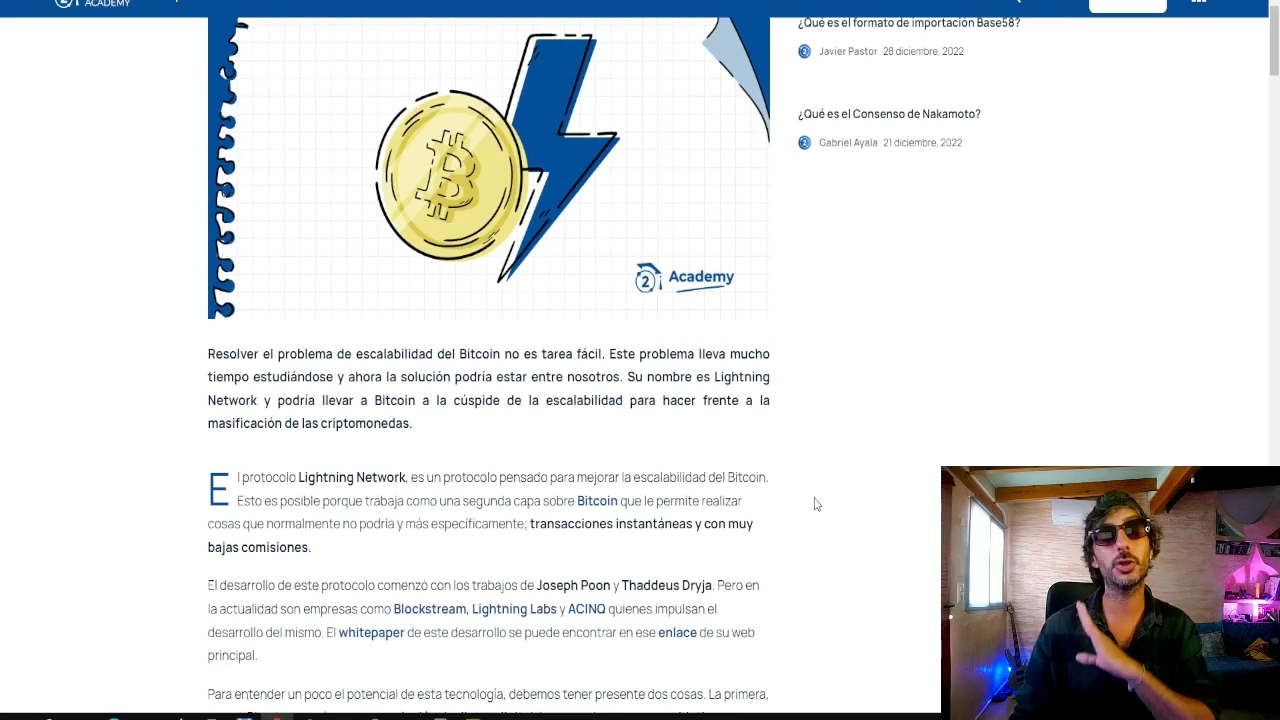 ACADEMY
2
Academy
¿Qué es el formato de importación Base58?
Javier Pastor 28 diciembre, 2022
¿Qué es el Consenso de Nakamoto?
Gabriel Ayala 21 diciembre, 2022
Resolver el problema de escalabilidad del Bitcoin no es tarea fácil. Este problema lleva mucho
tiempo estudiándose y ahora la solución podría estar entre nosotros. Su nombre es Lightning
Network y podría llevar a Bitcoin a la cúspide de la escalabilidad para hacer frente a la
masificación de las criptomonedas.
El protocolo Lightning Network, es un protocolo pensado para mejorar la escalabilidad del Bitcoin.
Esto es posible porque trabaja como una segunda capa sobre Bitcoin que le permite realizar
cosas que normalmente no podría y más específicamente; transacciones instantáneas y con muy
bajas comisiones.
El desarrollo de este protocolo comenzó con los trabajos de Joseph Poon y Thaddeus Dryja. Pero en
la actualidad son empresas como Blockstream, Lightning Labs y ACINQ quienes impulsan el
desarrollo del mismo. El whitepaper de este desarrollo se puede encontrar en ese enlace de su web
principal.
Para entender un poco el potencial de esta tecnología, debemos tener presente dos cosas. La primera,